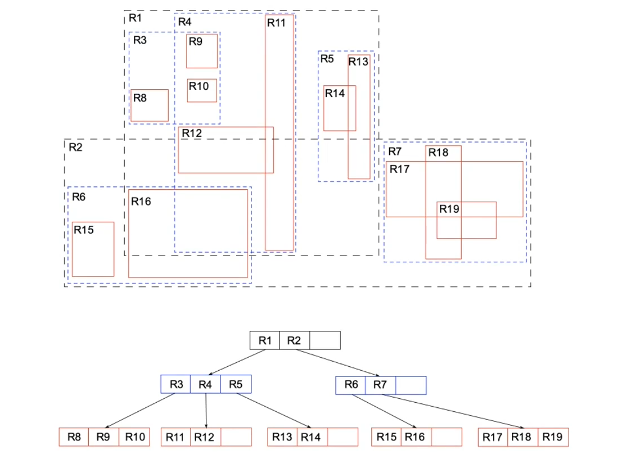 R1
R4
R11
R3
R9
R5
R13
R10
R14
R8
R12
R2
R7
R18
R17
R6
R16
R19
R15
R1 R2
R3 R4 R5
R6 R7
R8 R9 R10
R11 R12
R13 R14
R15 R16
R17 R18 R19